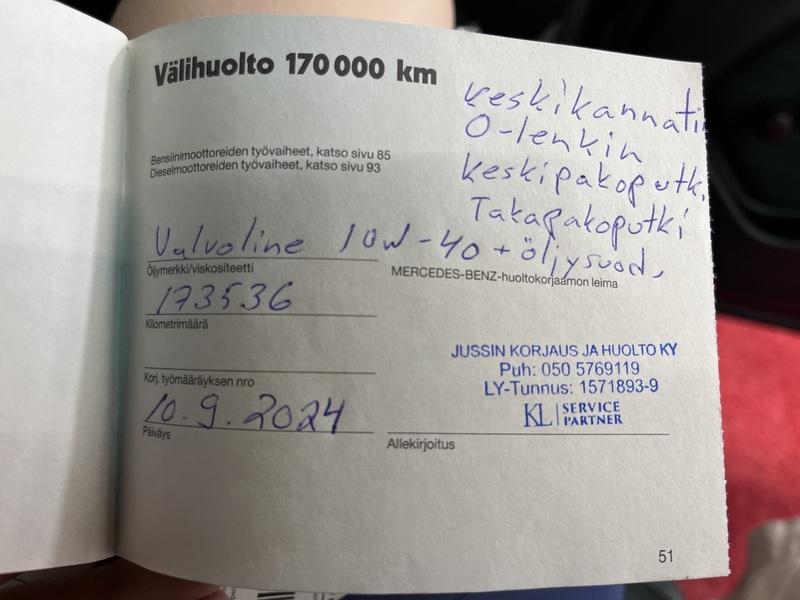 Välihuolto 170 000 km
keskikannatin
O-lenkin
keskipakoputki
Takapakoputki
Bensiinimoottoreiden työvaiheet, katso sivu 85
Dieselmoottoreiden työvaiheet, katso sivu 93
Valvoline 10W-40 + öljysuod,
Öljymerkki/viskositeetti
MERCEDES-BENZ-huoltokorjaamon leima
173536
Kilometrimäärä
JUSSIN KORJAUS JA HUOLTO KY
Puh: 050 5769119
LY-Tunnus: 1571893-9
KL SERVICE PARTNER
Korj. työmääräyksen nro
10.9.2024
Päiväys
Allekirjoitus
51